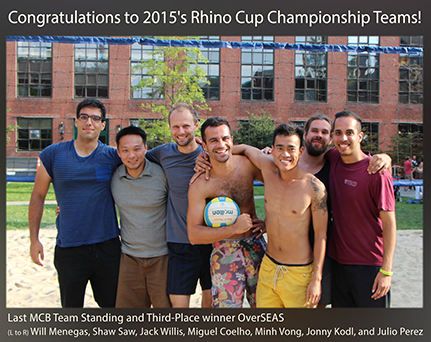 Congratulations to 2015's Rhino Cup Championship Teams!
molten
Last MCB Team Standing and Third-Place winner OverSEAS
(L to R) Will Menegas, Shaw Saw, Jack Willis, Miguel Coelho, Minh Vong, Jonny Kodl, and Julio Perez